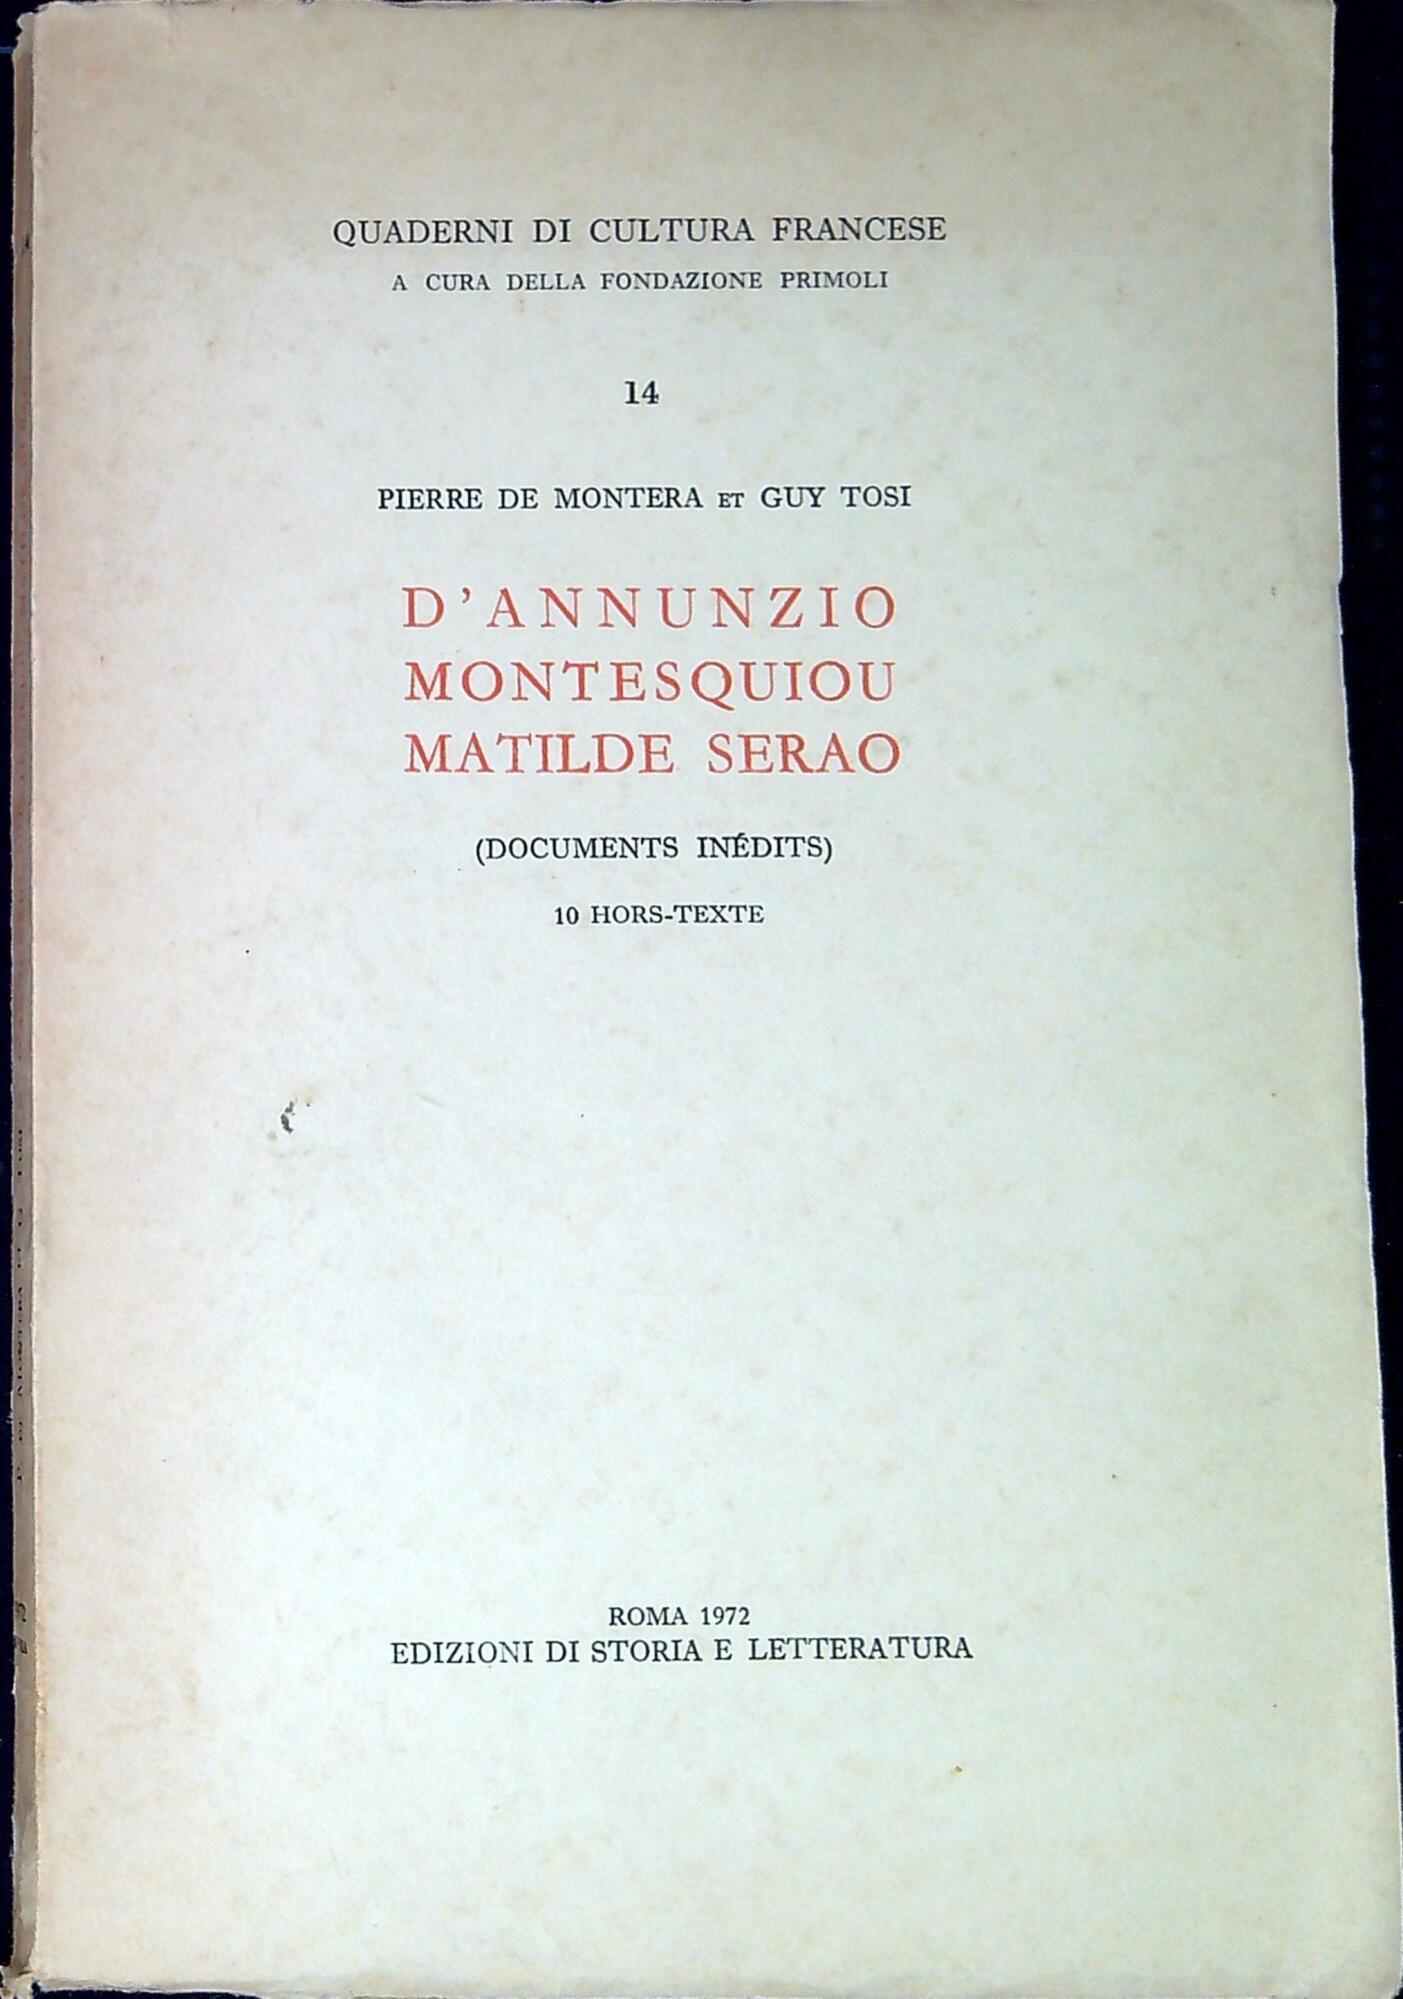 QUADERNI DI CULTURA FRANCESE
A CURA DELLA FONDAZIONE PRIMOLI
14
PIERRE DE MONTERA ET GUY TOSI
D'ANNUNZIO
MONTESQUIOU
MATILDE SERAO
(DOCUMENTS INÉDITS)
10 HORS-TEXTE
ROMA 1972
EDIZIONI DI STORIA E LETTERATURA